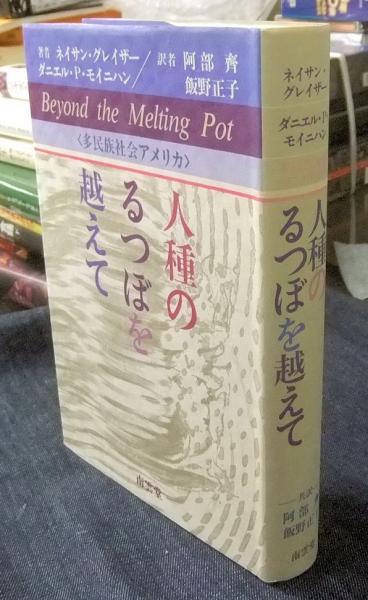 著者 ネイサン・グレイザー
ダニエル・P・モイニハン
訳者 阿部 齊
飯野正子
Beyond the Melting Pot
〈多民族社会アメリカ〉
人種の
るつぼを
越えて
南雲堂
ネイサン・
グレイザー
ダニエル・P・
モイニハン
人種の
るつぼを越えて
共訳
阿部
飯野正
南雲堂